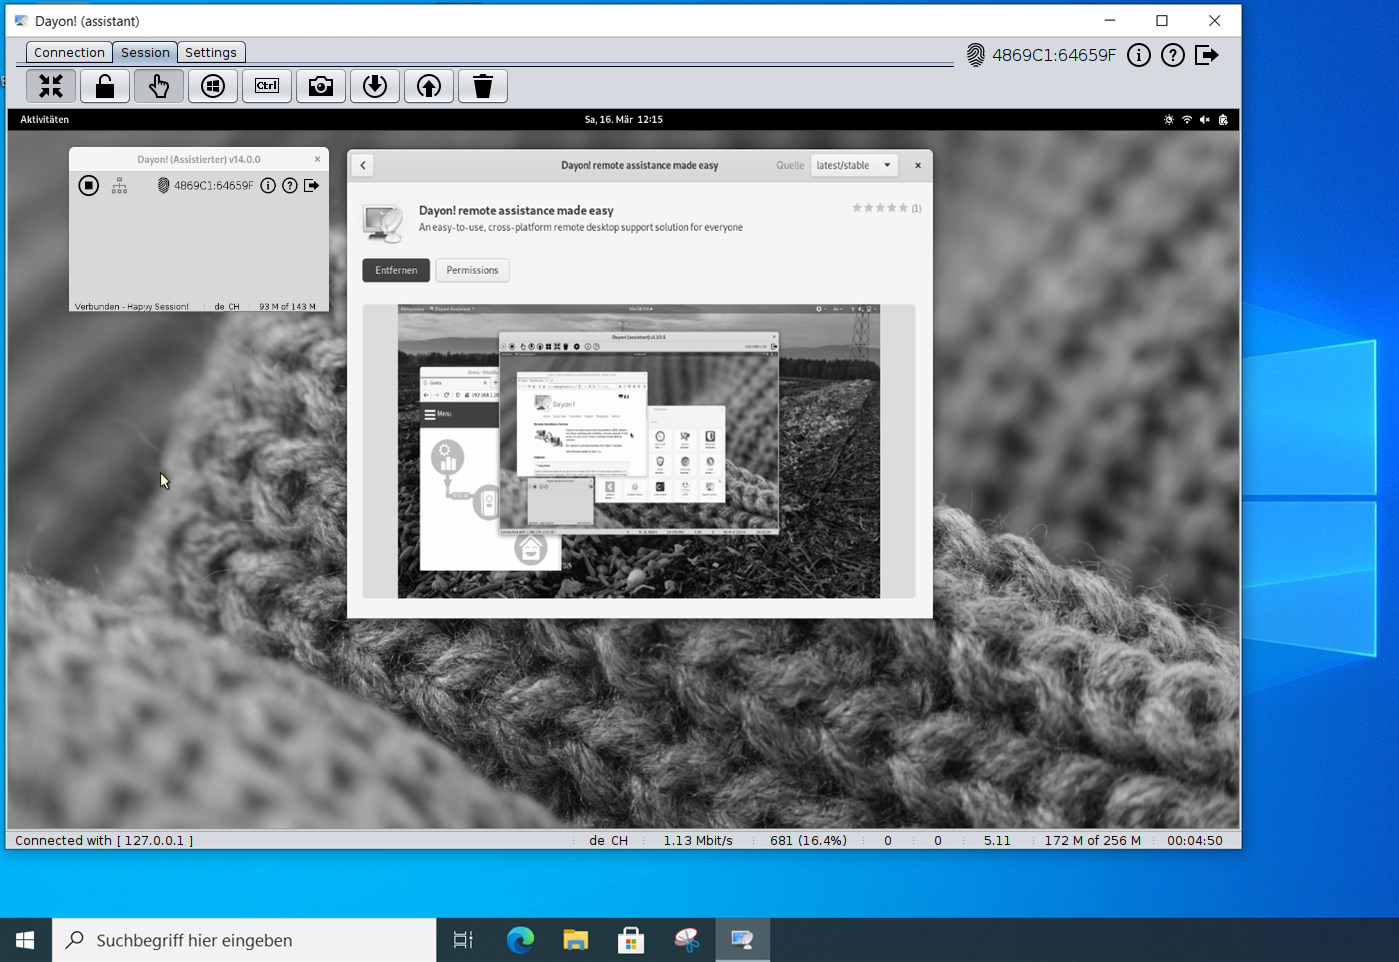 Dayon! (assistant)
Connection Session Settings
4869C1:64659F
Ctrl
Aktivitäten
Sa, 16. Mär 12:15
Dayon! (Assistierter) v14.0.0
4869C1:64659F
Verbunden - Happy Session!
de CH
93 M of 143 M
Dayon! remote assistance made easy
Quelle
latest/stable
Dayon! remote assistance made easy
(1)
An easy-to-use, cross-platform remote desktop support solution for everyone
Entfernen
Permissions
Menu
Dayon!
Connected with [ 127.0.0.1 ]
de CH
1.13 Mbit/s
681 (16.4%)
0
0
5.11
172 M of 256 M
00:04:50
Suchbegriff hier eingeben